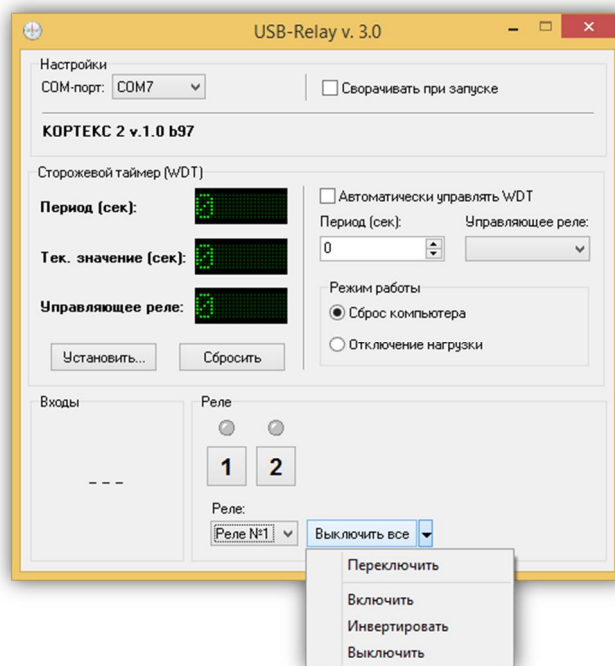 USB-Relay v. 3.0
Настройки
COM-порт: COM7
Сворачивать при запуске
КОРТЕКС 2 v.1.0 b97
Сторожевой таймер (WDT)
Период (сек): 0
Тек. значение (сек): 0
Управляющее реле: 0
Установить... Сбросить
Автоматически управлять WDT
Период (сек): Управляющее реле:
0
Режим работы
Сброс компьютера
Отключение нагрузки
Входы
---
Реле
1 2
Реле:
Реле №1 Выключить все
Переключить
Включить
Инвертировать
Выключить